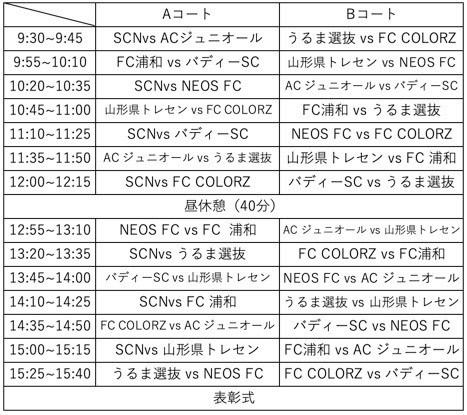 Aコート Bコート
9:30~9:45 SCNvs ACジュニオール うるま選抜 vs FC COLORZ
9:55~10:10 FC浦和 vs バディーSC 山形県トレセン vs NEOS FC
10:20~10:35 SCNvs NEOS FC AC ジュニオール vs バディーSC
10:45~11:00 山形県トレセン vs FC COLORZ FC浦和 vs うるま選抜
11:10~11:25 SCNvs バディーSC NEOS FC vs FC COLORZ
11:35~11:50 AC ジュニオール vs うるま選抜 山形県トレセン vs FC 浦和
12:00~12:15 SCNvs FC COLORZ バディーSC vs うるま選抜
昼休憩（40分）
12:55~13:10 NEOS FC vs FC 浦和 AC ジュニオール vs 山形県トレセン
13:20~13:35 SCNvs うるま選抜 FC COLORZ vs FC浦和
13:45~14:00 バディーSC vs 山形県トレセン NEOS FC vs AC ジュニオール
14:10~14:25 SCNvs FC 浦和 うるま選抜 vs 山形県トレセン
14:35~14:50 FC COLORZ vs AC ジュニオール バディーSC vs NEOS FC
15:00~15:15 SCNvs 山形県トレセン FC浦和 vs AC ジュニオール
15:25~15:40 うるま選抜 vs NEOS FC FC COLORZ vs バディーSC
表彰式